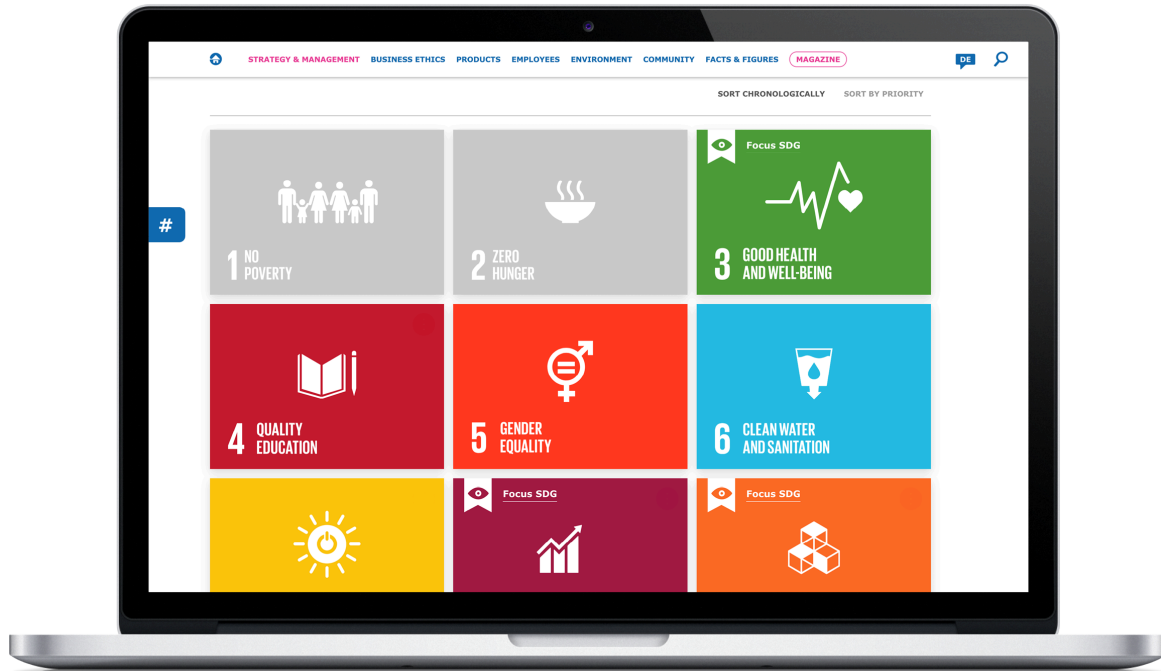 STRATEGY & MANAGEMENT BUSINESS ETHICS PRODUCTS EMPLOYEES ENVIRONMENT COMMUNITY FACTS & FIGURES MAGAZINE DE
SORT CHRONOLOGICALLY SORT BY PRIORITY
#
1 NO
POVERTY
2 ZERO
HUNGER
Focus SDG
3 GOOD HEALTH
AND WELL-BEING
4 QUALITY
EDUCATION
5 GENDER
EQUALITY
6 CLEAN WATER
AND SANITATION
Focus SDG
Focus SDG